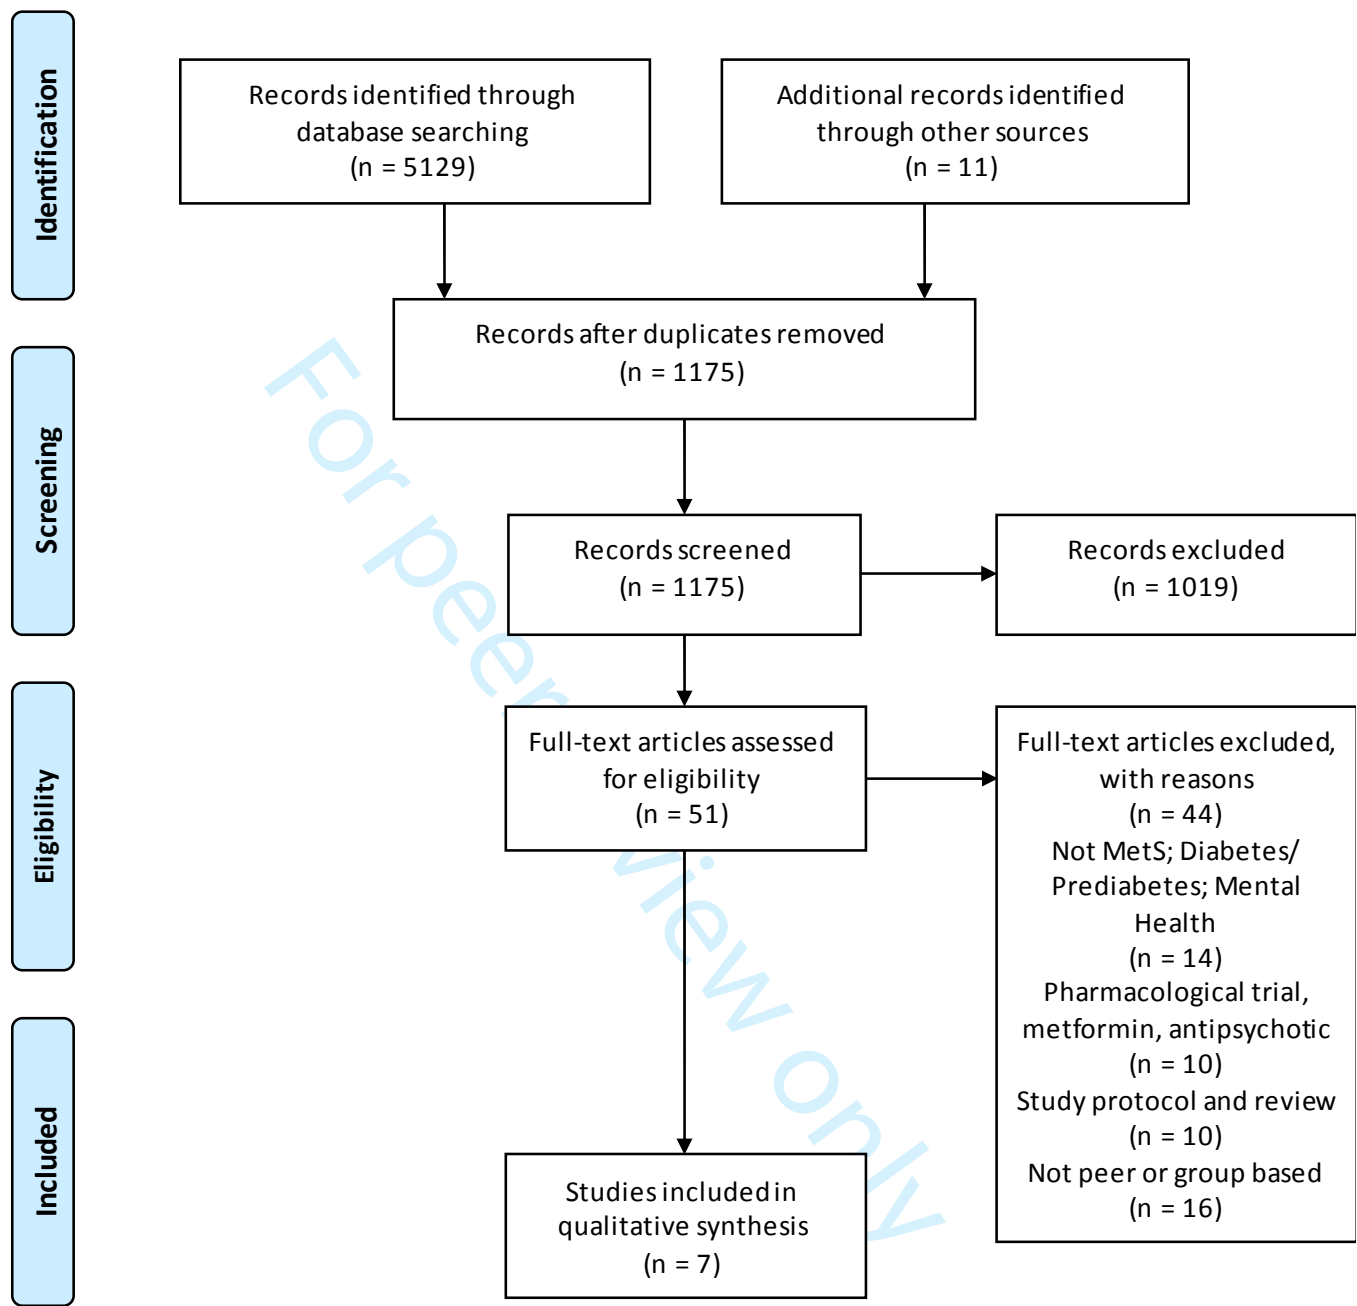 Identification
Records identified through
database searching
(n = 5129)
Additional records identified
through other sources
(n = 11)
Records after duplicates removed
(n = 1175)
Screening
Records screened
(n = 1175)
Records excluded
(n = 1019)
Eligibility
Full-text articles assessed
for eligibility
(n = 51)
Full-text articles excluded,
with reasons
(n = 44)
Not MetS; Diabetes/
Prediabetes; Mental
Health
(n = 14)
Pharmacological trial,
metformin, antipsychotic
(n = 10)
Study protocol and review
(n = 10)
Not peer or group based
(n = 16)
Included
Studies included in
qualitative synthesis
(n = 7)
For peer view only